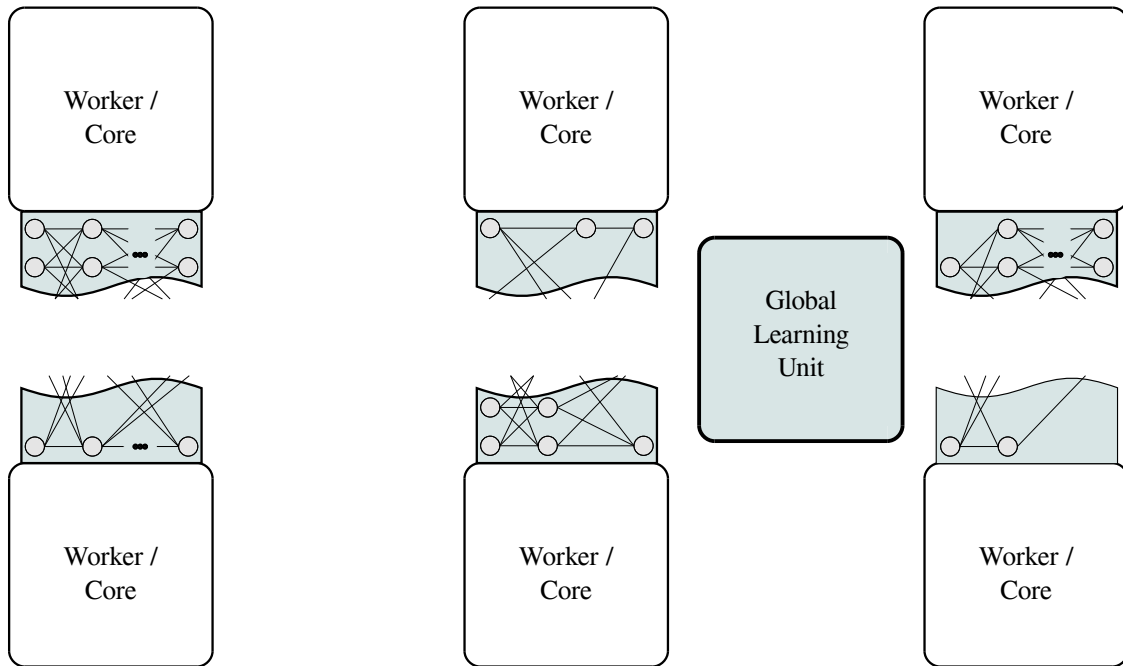 Worker /
Core
Worker /
Core
Worker /
Core
Global
Learning
Unit
Worker /
Core
Worker /
Core
Worker /
Core